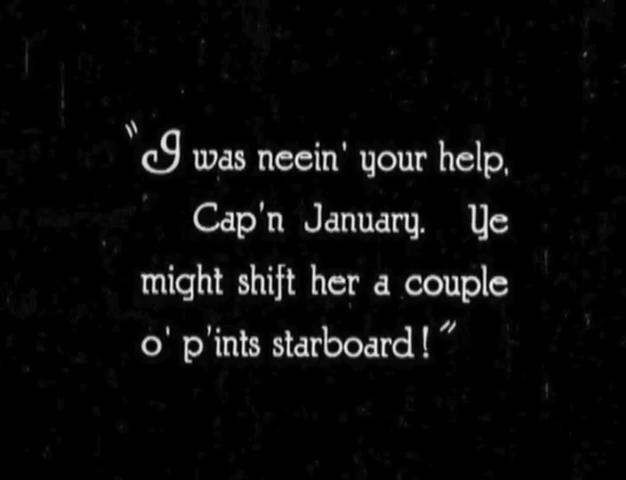 "I was neein' your help,
Cap'n January. Ye
might shift her a couple
o' p'ints starboard!"